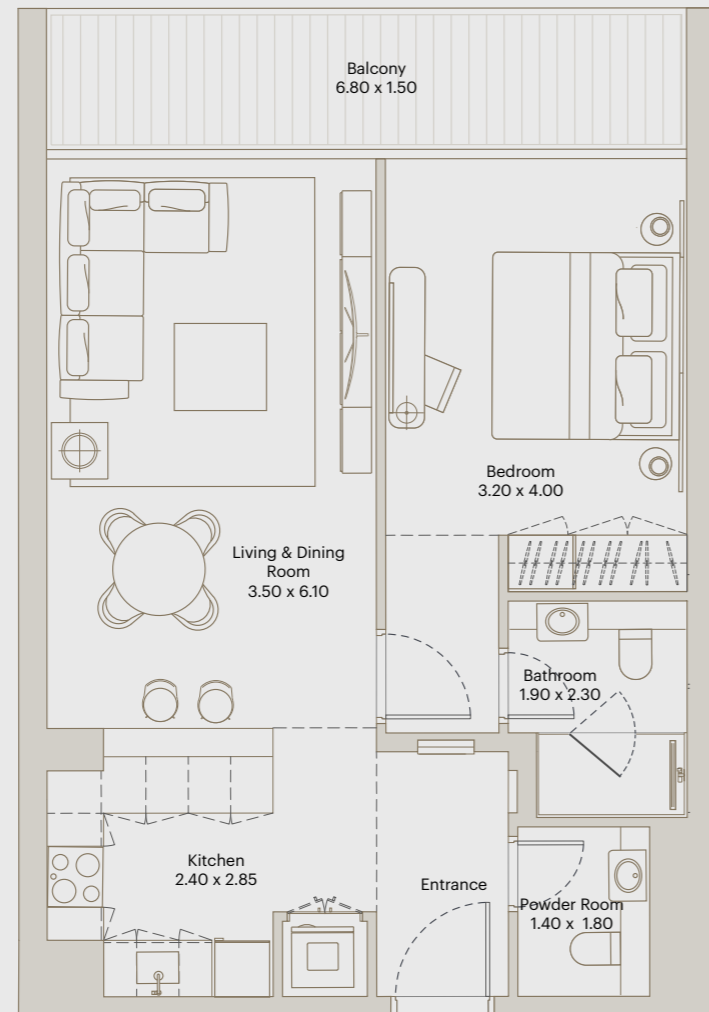 Balcony
6.80 x 1.50
Bedroom
3.20 x 4.00
Living & Dining
Room
3.50 x 6.10
Bathroom
1.90 x 2.30
Kitchen
2.40 x 2.85
Entrance
Powder Room
1.40 x 1.80